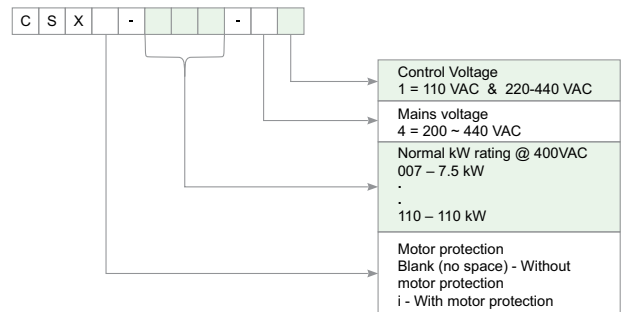 C S X - -
Control Voltage
1 = 110 VAC & 220-440 VAC
Mains voltage
4 = 200 ~ 440 VAC
Normal kW rating @ 400VAC
007 – 7.5 kW
.
.
110 – 110 kW
Motor protection
Blank (no space) - Without
motor protection
i - With motor protection